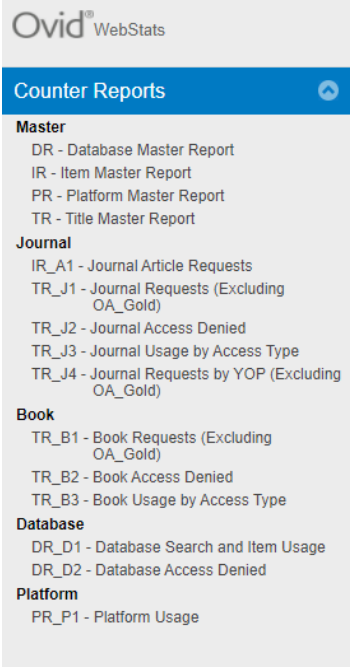 Ovid® WebStats
Counter Reports
Master
DR - Database Master Report
IR - Item Master Report
PR - Platform Master Report
TR - Title Master Report
Journal
IR_A1 - Journal Article Requests
TR_J1 - Journal Requests (Excluding
OA_Gold)
TR_J2 - Journal Access Denied
TR_J3 - Journal Usage by Access Type
TR_J4 - Journal Requests by YOP (Excluding
OA_Gold)
Book
TR_B1 - Book Requests (Excluding
OA_Gold)
TR_B2 - Book Access Denied
TR_B3 - Book Usage by Access Type
Database
DR_D1 - Database Search and Item Usage
DR_D2 - Database Access Denied
Platform
PR_P1 - Platform Usage